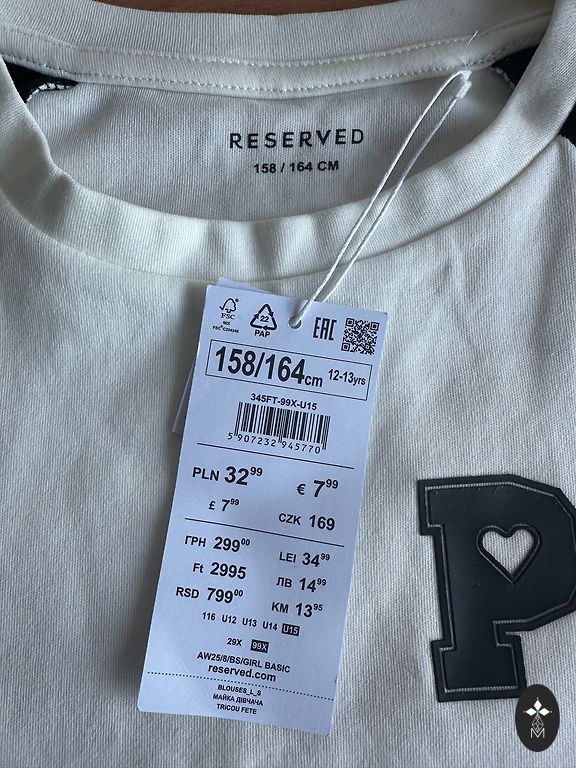 RESERVED
158 / 164 CM
FSC
MIX
22
PAP
EAC
158/164cm 12-13yrs
345FT-99X-U15
5 907232 945770
PLN 32 99
€ 7 99
£ 7 99
CZK 169
ГРН 299 00
LEI 34 99
Ft 2995
ЛВ 14 99
RSD 799 00
KM 13 95
116 U12 U13 U14 U15
29X 99X
AW25/8/BS/GIRL BASIC
reserved.com
BLOUSES_L_S
МАЙКА ДІВЧАЧА
TRICOU FETE
P
M